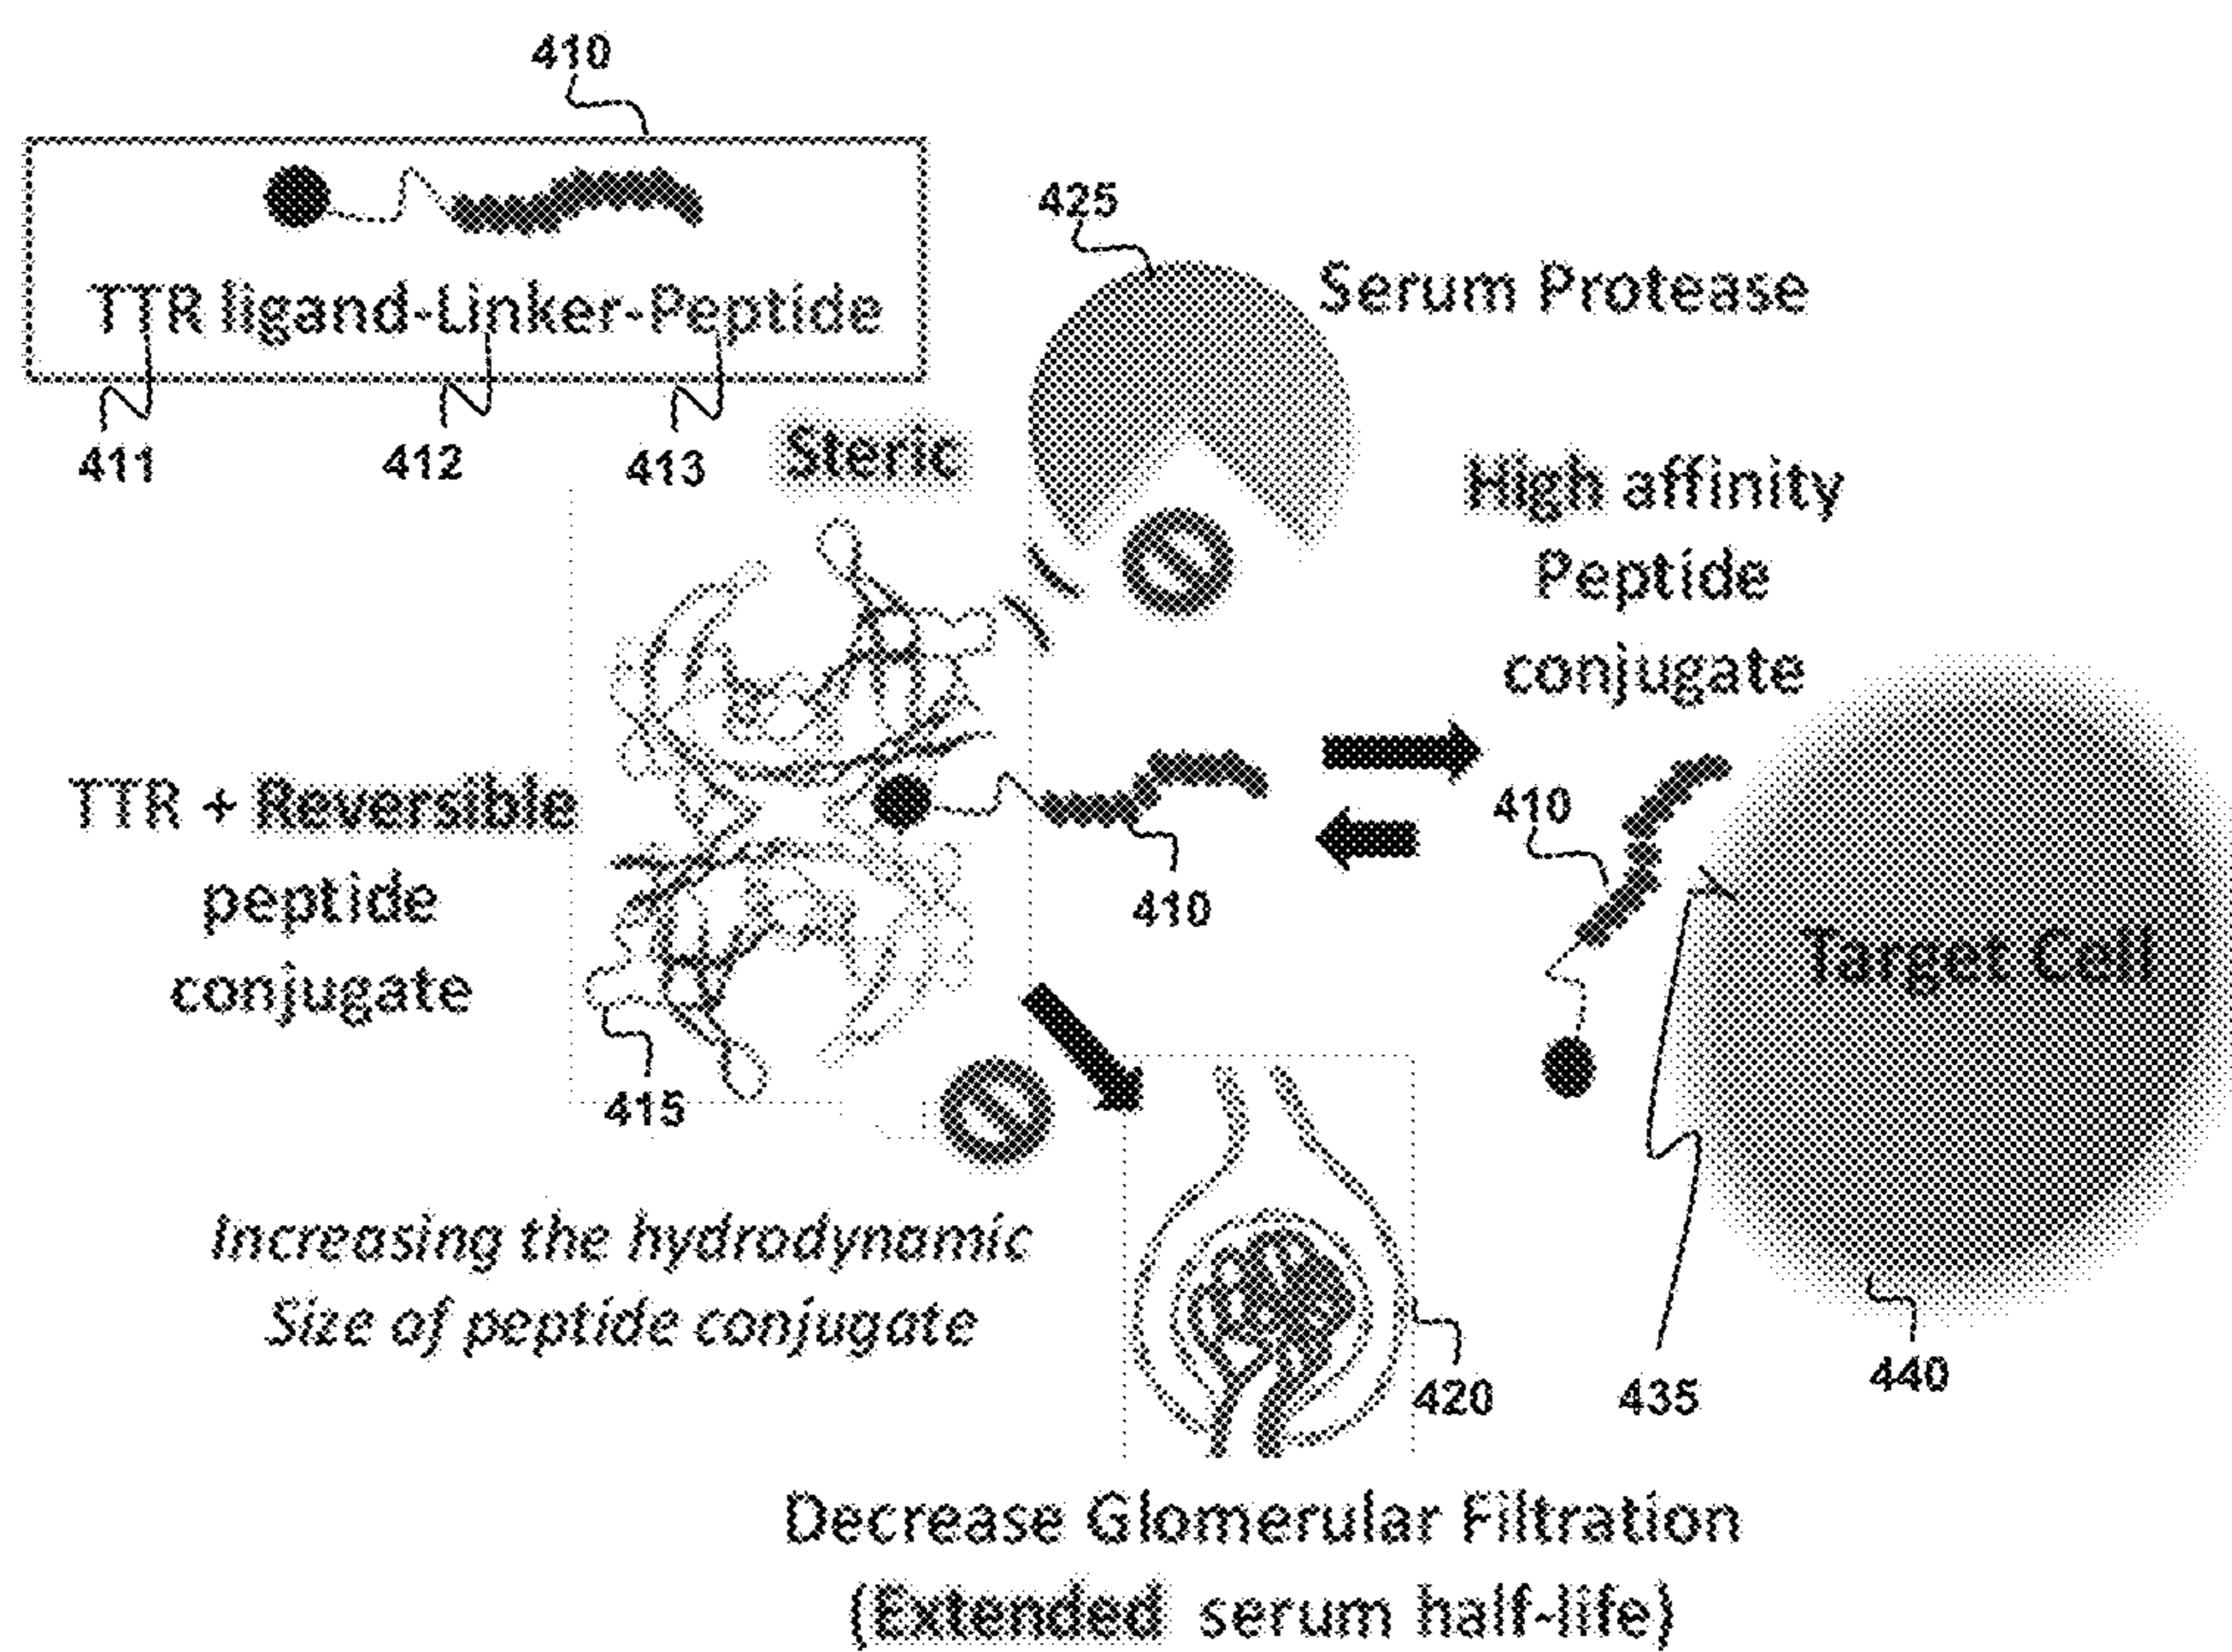 410
TTR ligand-Linker-Peptide
411
412
413
425
Serum Protease
Steric
High affinity
Peptide
conjugate
TTR + Reversible
peptide
conjugate
410
410
Target Cell
415
Increasing the hydrodynamic
Size of peptide conjugate
420
435
440
Decrease Glomerular Filtration
(Extended serum half-life)